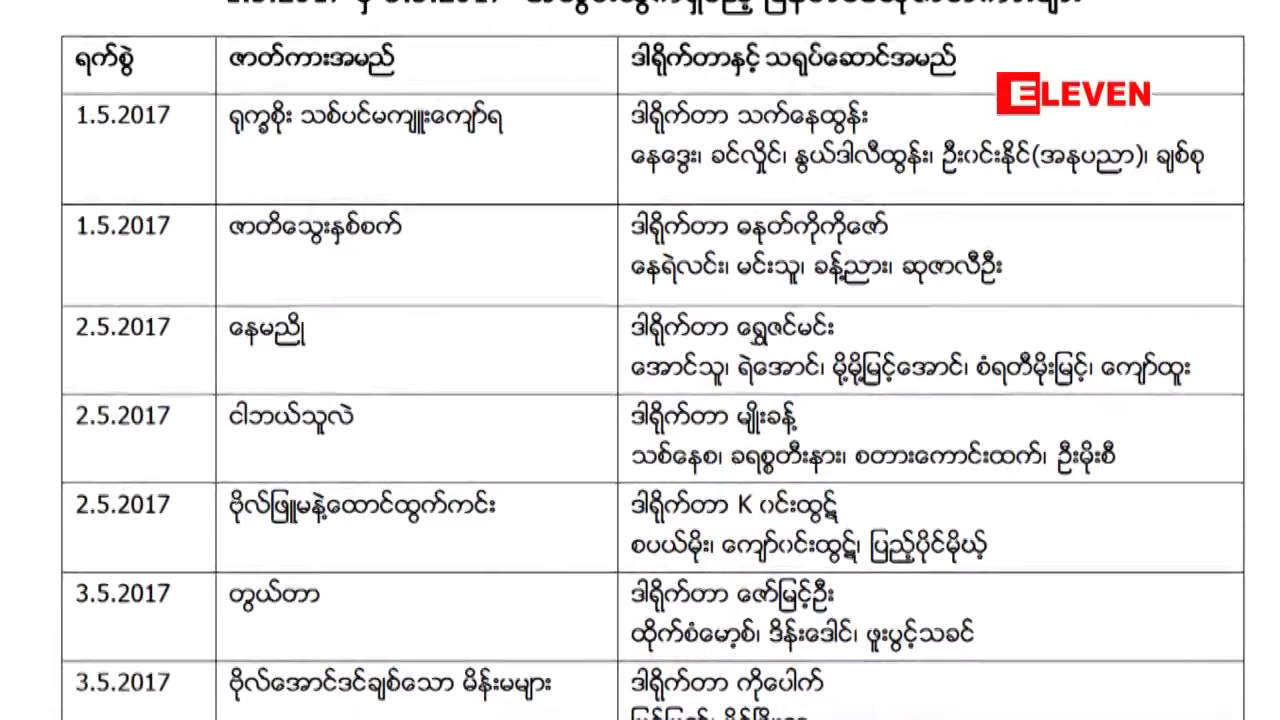 ရက်စွဲ ဇာတ်ကားအမည် ဒါရိုက်တာနှင့် သရုပ်ဆောင်အမည်
ELEVEN
1.5.2017 ရုက္ခစိုး သစ်ပင်မကျူးကျော်ရ ဒါရိုက်တာ သက်နေထွန်း
နေဒွေး၊ ခင်လှိုင်၊ နွယ်ဒါလီထွန်း၊ ဦးဝင်းနိုင်(အနုပညာ)၊ ချစ်စု
1.5.2017 ဇာတိသွေးနှစ်စက် ဒါရိုက်တာ ဓနုတ်ကိုကိုဇော်
နေရဲလင်း၊ မင်းသူ၊ ခန့်ညား၊ ဆုဇာလီဦး
2.5.2017 နေမညို ဒါရိုက်တာ ရွှေဇင်မင်း
အောင်သူ၊ ရဲအောင်၊ မို့မို့မြင့်အောင်၊ စံရတီမိုးမြင့်၊ ကျော်ထူး
2.5.2017 ငါဘယ်သူလဲ ဒါရိုက်တာ မျိုးခန့်
သစ်နေစ၊ ခရစ္စတီးနား၊ စတားကောင်းထက်၊ ဦးမိုးစီ
2.5.2017 ဗိုလ်ဖြူမနဲ့ထောင်ထွက်ကင်း ဒါရိုက်တာ K ဝင်းထွဋ်
စပယ်မိုး၊ ကျော်ဝင်းထွဋ်၊ ပြည့်ပိုင်မိုဃ့်
3.5.2017 တွယ်တာ ဒါရိုက်တာ ဇော်မြင့်ဦး
ထိုက်စံမော့စ်၊ ဒိန်းဒေါင်၊ ဖူးပွင့်သခင်
3.5.2017 ဗိုလ်အောင်ဒင်ချစ်သော မိန်းမများ ဒါရိုက်တာ ကိုပေါက်